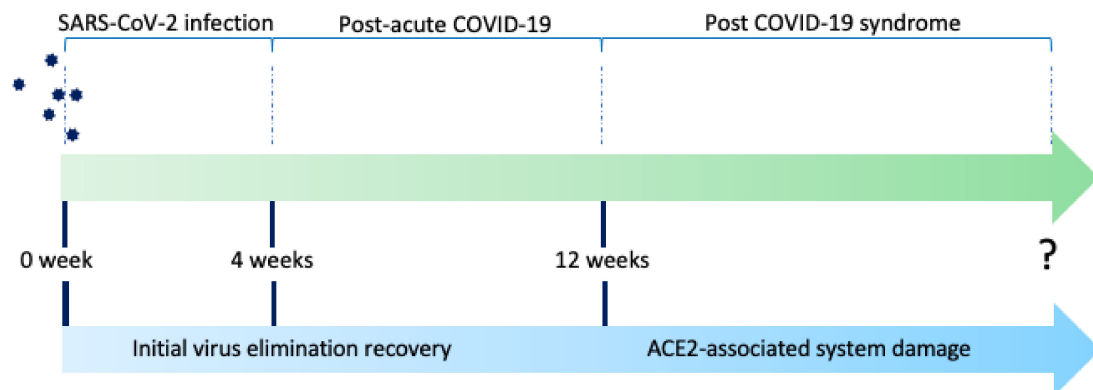 SARS-CoV-2 infection
Post-acute COVID-19
Post COVID-19 syndrome
0 week
4 weeks
12 weeks
?
Initial virus elimination recovery
ACE2-associated system damage